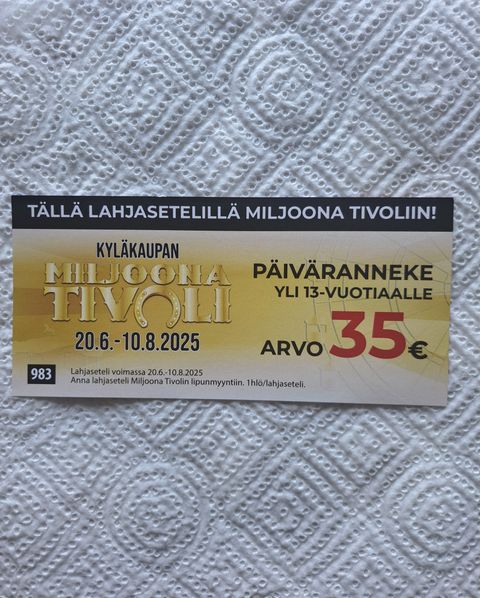 TÄLLÄ LAHJASETELILLÄ MILJOONA TIVOLIIN!
KYLÄKAUPAN
MILJOONA
TIVOLI
20.6.-10.8.2025
PÄIVÄRANNEKE
YLI 13-VUOTIAALLE
ARVO 35€
983
Lahjaseteli voimassa 20.6.-10.8.2025
Anna lahjaseteli Miljoona Tivolin lipunmyyntiin. 1hlö/lahjaseteli.